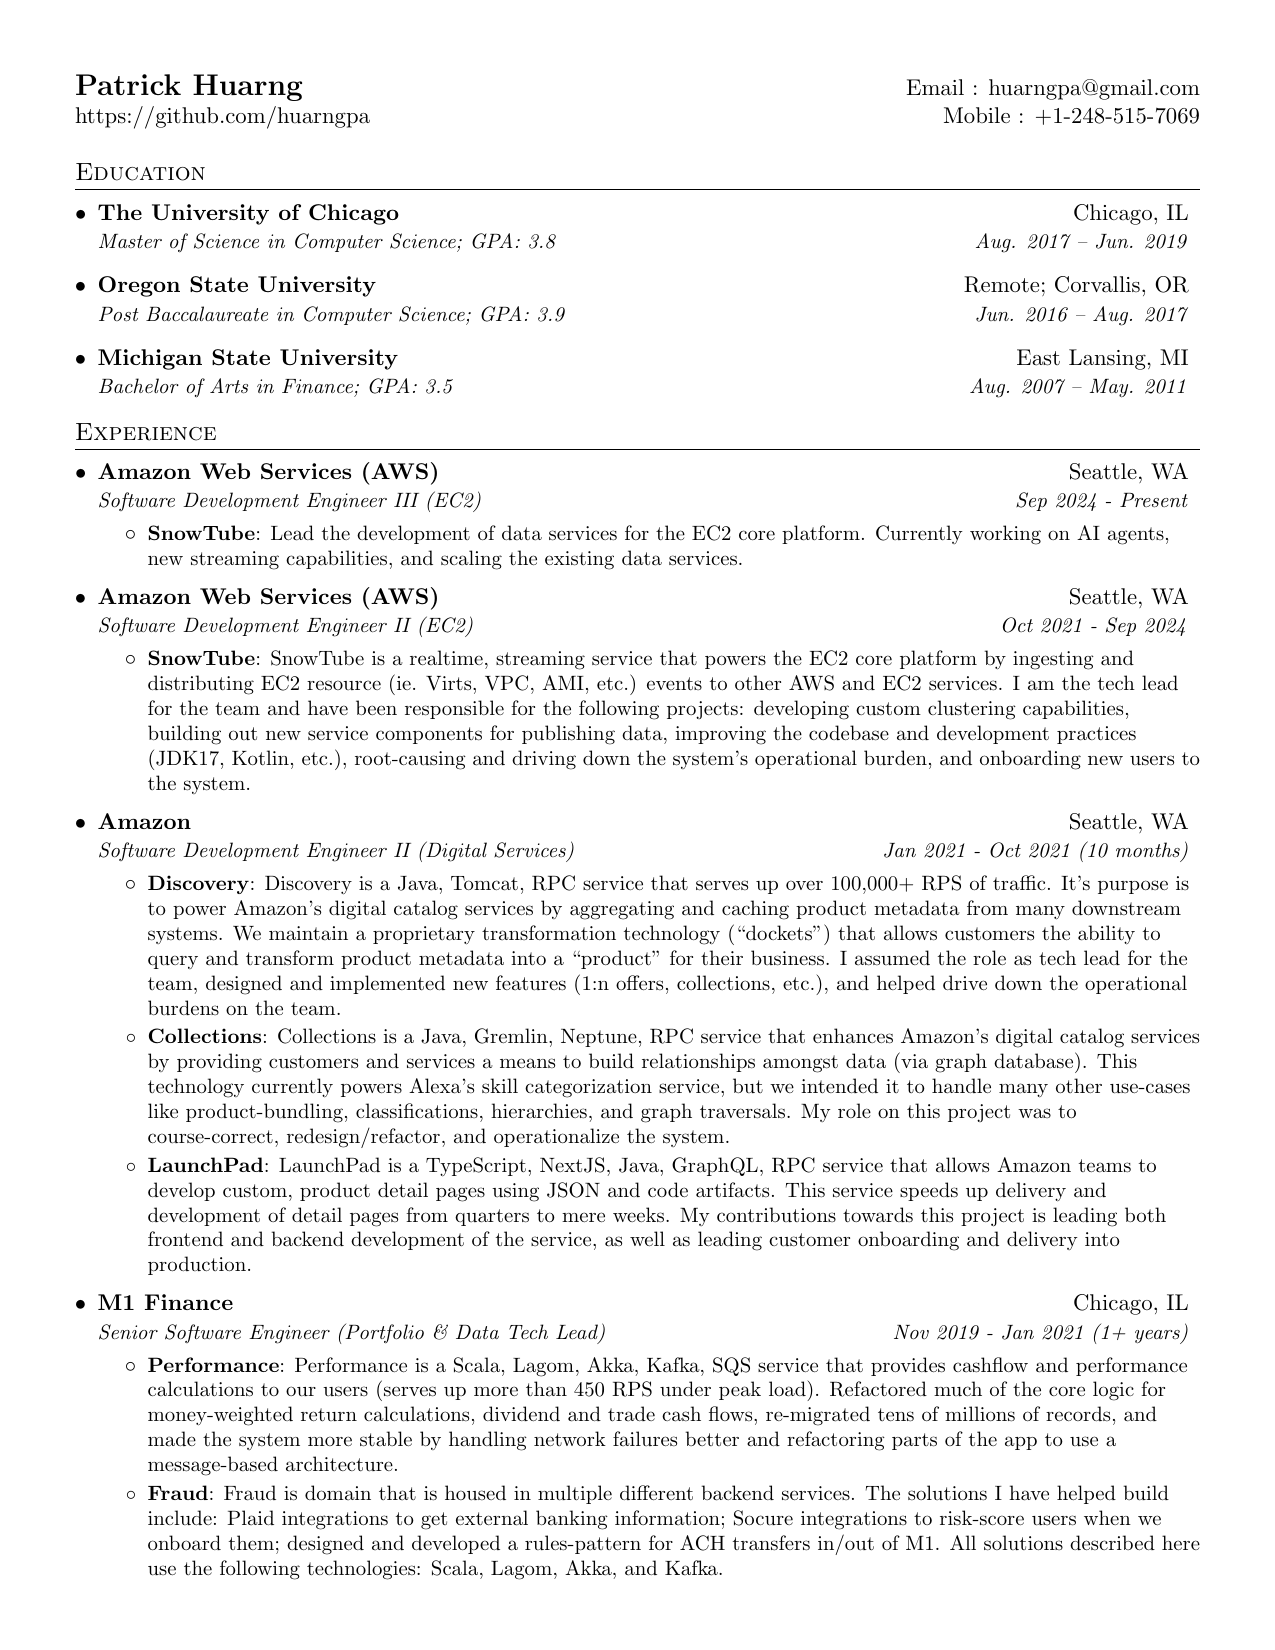 Patrick Huarng
Email : huarngpa@gmail.com
https://github.com/huarngpa
Mobile : +1-248-515-7069
Education
• The University of Chicago
Chicago, IL
Master of Science in Computer Science; GPA: 3.8
Aug. 2017 – Jun. 2019
• Oregon State University
Remote; Corvallis, OR
Post Baccalaureate in Computer Science; GPA: 3.9
Jun. 2016 – Aug. 2017
• Michigan State University
East Lansing, MI
Bachelor of Arts in Finance; GPA: 3.5
Aug. 2007 – May. 2011
Experience
• Amazon Web Services (AWS)
Seattle, WA
Software Development Engineer III (EC2)
Sep 2024 - Present
◦ SnowTube: Lead the development of data services for the EC2 core platform. Currently working on AI agents,
new streaming capabilities, and scaling the existing data services.
• Amazon Web Services (AWS)
Seattle, WA
Software Development Engineer II (EC2)
Oct 2021 - Sep 2024
◦ SnowTube: SnowTube is a realtime, streaming service that powers the EC2 core platform by ingesting and
distributing EC2 resource (ie. Virts, VPC, AMI, etc.) events to other AWS and EC2 services. I am the tech lead
for the team and have been responsible for the following projects: developing custom clustering capabilities,
building out new service components for publishing data, improving the codebase and development practices
(JDK17, Kotlin, etc.), root-causing and driving down the system's operational burden, and onboarding new users to
the system.
• Amazon
Seattle, WA
Software Development Engineer II (Digital Services)
Jan 2021 - Oct 2021 (10 months)
◦ Discovery: Discovery is a Java, Tomcat, RPC service that serves up over 100,000+ RPS of traffic. It's purpose is
to power Amazon's digital catalog services by aggregating and caching product metadata from many downstream
systems. We maintain a proprietary transformation technology (“dockets”) that allows customers the ability to
query and transform product metadata into a “product” for their business. I assumed the role as tech lead for the
team, designed and implemented new features (1:n offers, collections, etc.), and helped drive down the operational
burdens on the team.
◦ Collections: Collections is a Java, Gremlin, Neptune, RPC service that enhances Amazon's digital catalog services
by providing customers and services a means to build relationships amongst data (via graph database). This
technology currently powers Alexa's skill categorization service, but we intended it to handle many other use-cases
like product-bundling, classifications, hierarchies, and graph traversals. My role on this project was to
course-correct, redesign/refactor, and operationalize the system.
◦ LaunchPad: LaunchPad is a TypeScript, NextJS, Java, GraphQL, RPC service that allows Amazon teams to
develop custom, product detail pages using JSON and code artifacts. This service speeds up delivery and
development of detail pages from quarters to mere weeks. My contributions towards this project is leading both
frontend and backend development of the service, as well as leading customer onboarding and delivery into
production.
• M1 Finance
Chicago, IL
Senior Software Engineer (Portfolio & Data Tech Lead)
Nov 2019 - Jan 2021 (1+ years)
◦ Performance: Performance is a Scala, Lagom, Akka, Kafka, SQS service that provides cashflow and performance
calculations to our users (serves up more than 450 RPS under peak load). Refactored much of the core logic for
money-weighted return calculations, dividend and trade cash flows, re-migrated tens of millions of records, and
made the system more stable by handling network failures better and refactoring parts of the app to use a
message-based architecture.
◦ Fraud: Fraud is domain that is housed in multiple different backend services. The solutions I have helped build
include: Plaid integrations to get external banking information; Socure integrations to risk-score users when we
onboard them; designed and developed a rules-pattern for ACH transfers in/out of M1. All solutions described here
use the following technologies: Scala, Lagom, Akka, and Kafka.